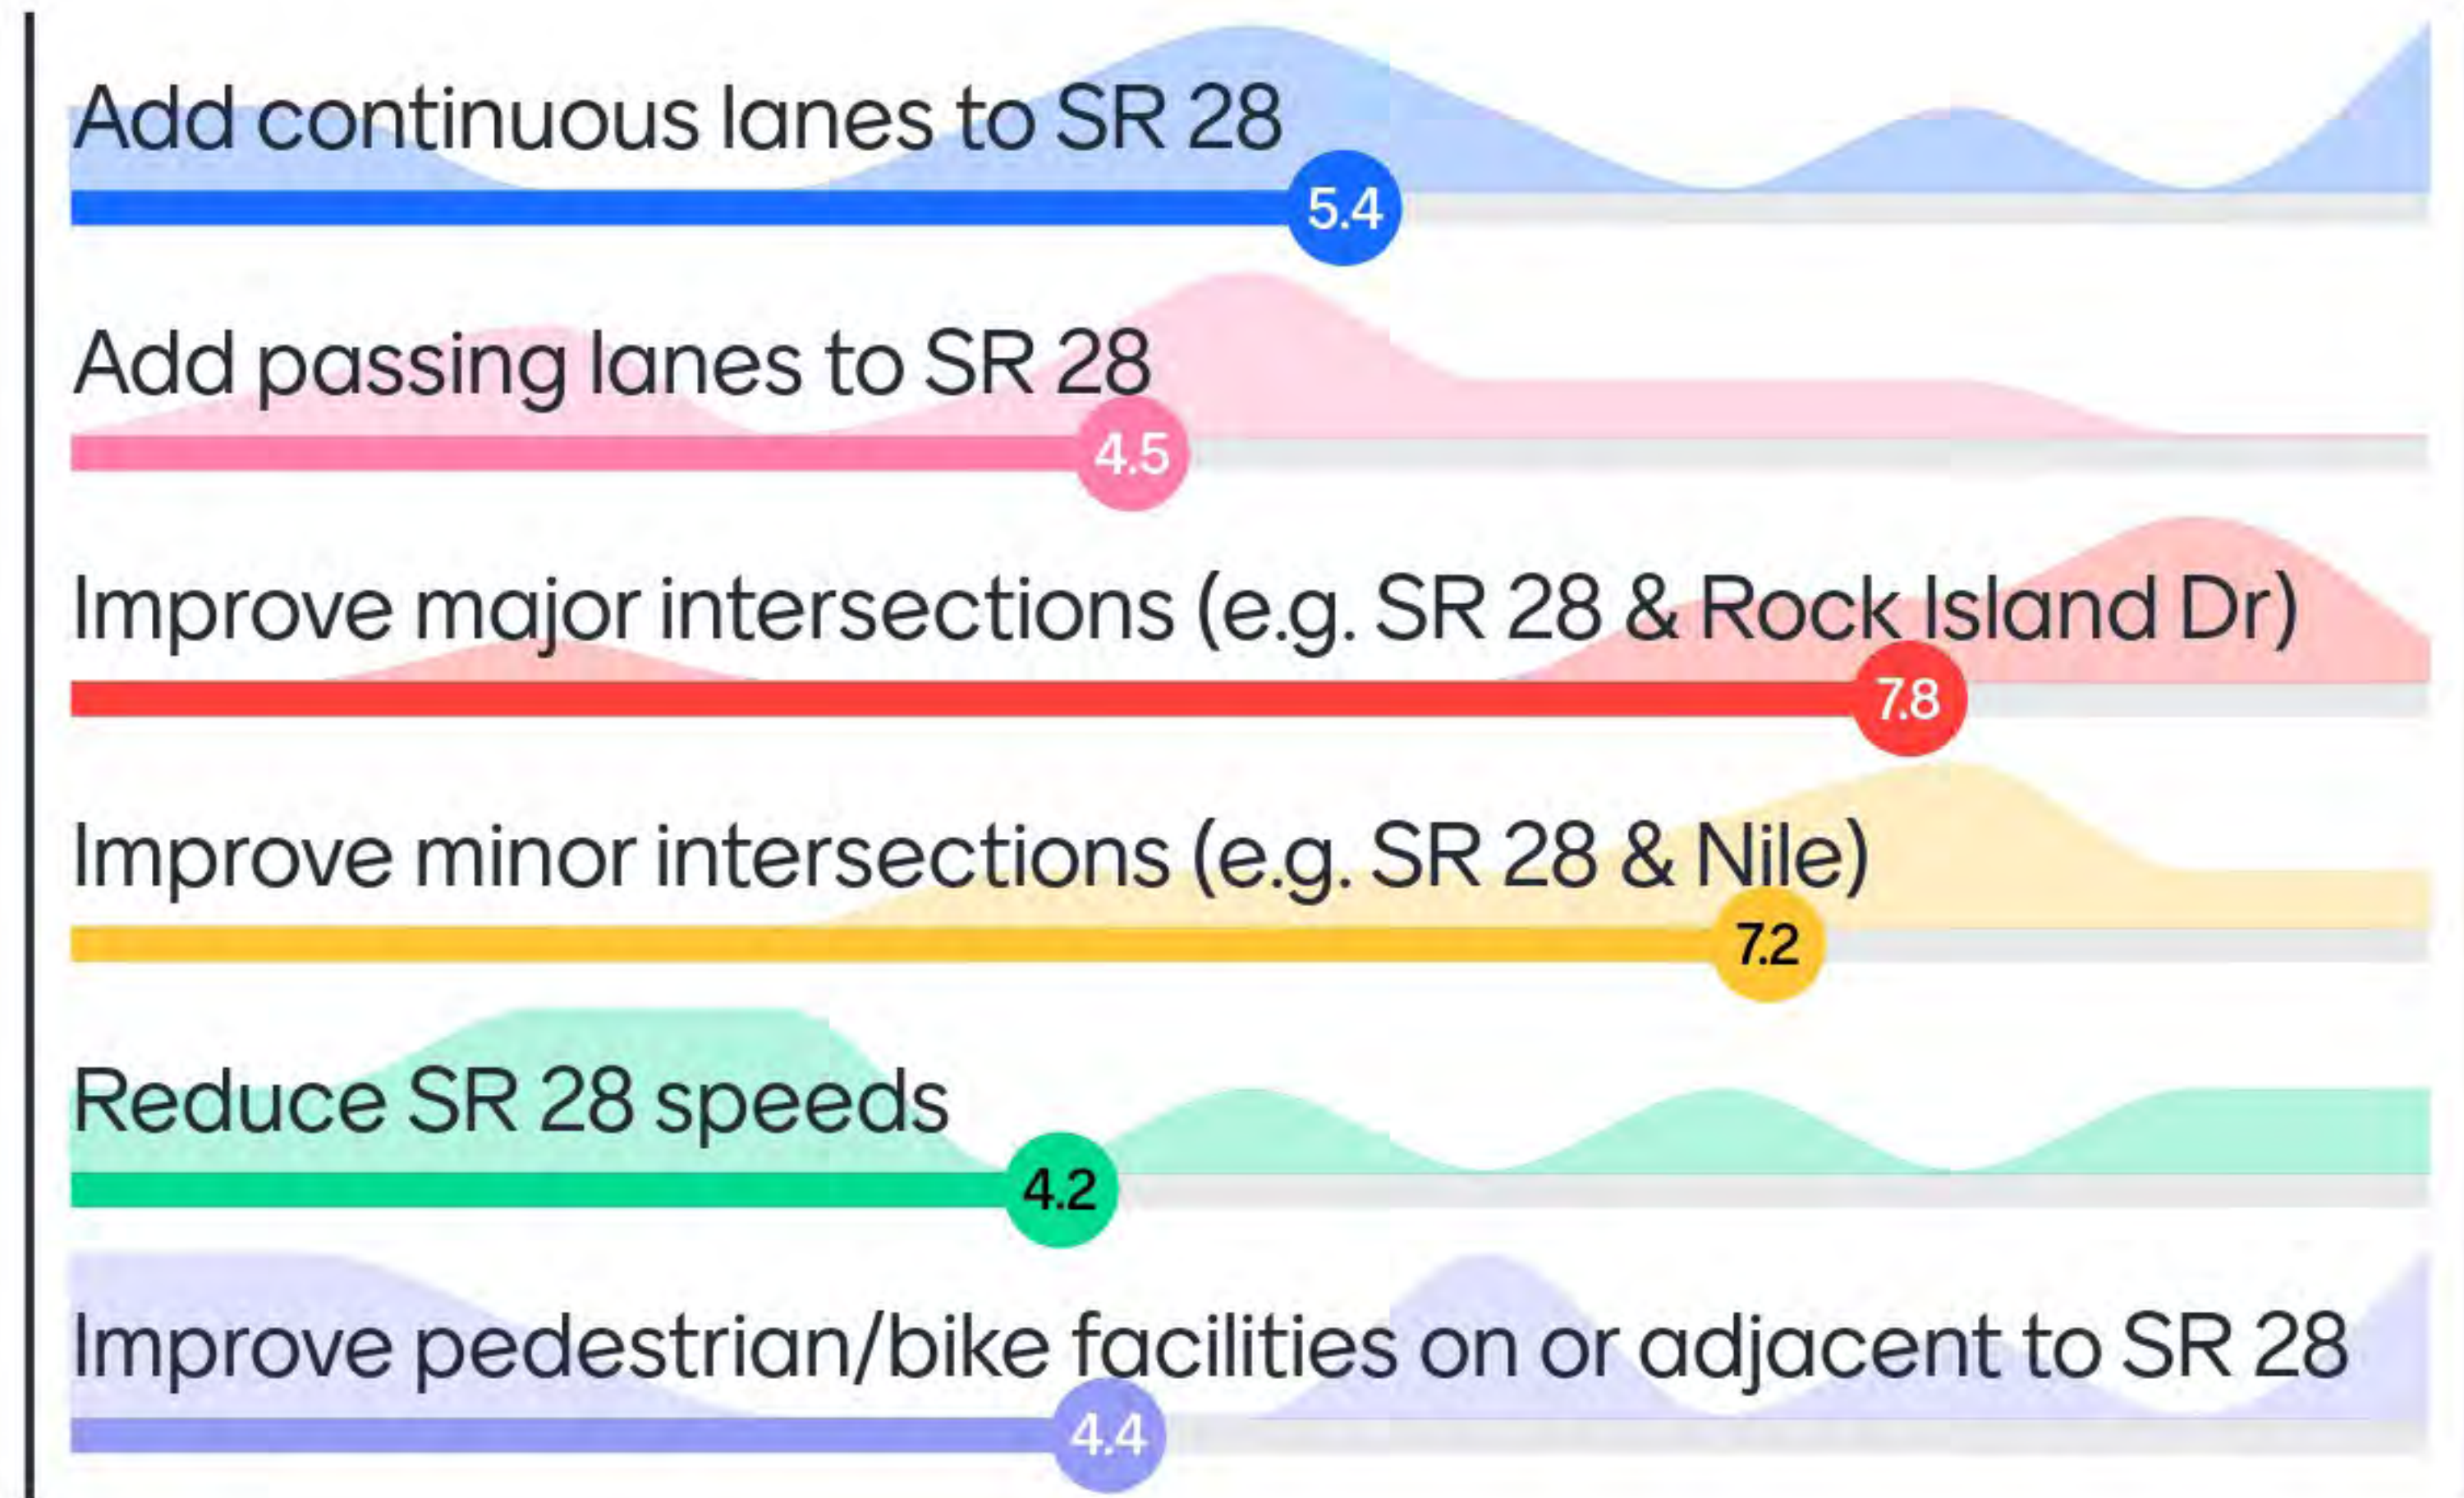 Add continuous lanes to SR 28
5.4
Add passing lanes to SR 28
4.5
Improve major intersections (e.g. SR 28 & Rock Island Dr)
7.8
Improve minor intersections (e.g. SR 28 & Nile)
7.2
Reduce SR 28 speeds
4.2
Improve pedestrian/bike facilities on or adjacent to SR 28
4.4